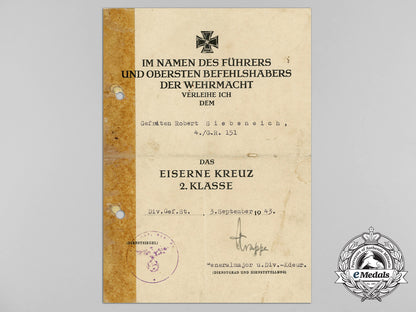 IM NAMEN DES FÜHRERS
UND OBERSTEN BEFEHLSHABERS
DER WEHRMACHT
VERLEIHE ICH
DEM
Gefreiten Robert Siebeneich,
4./G.R. 151
DAS
EISERNE KREUZ
2. KLASSE
Div.Gef.St. , 3.September 1943.
(DIENSTSIEGEL)
Generalmajor u.Div.-Kdeur.
(DIENSTGRAD UND DIENSTSTELLUNG)
eMedals